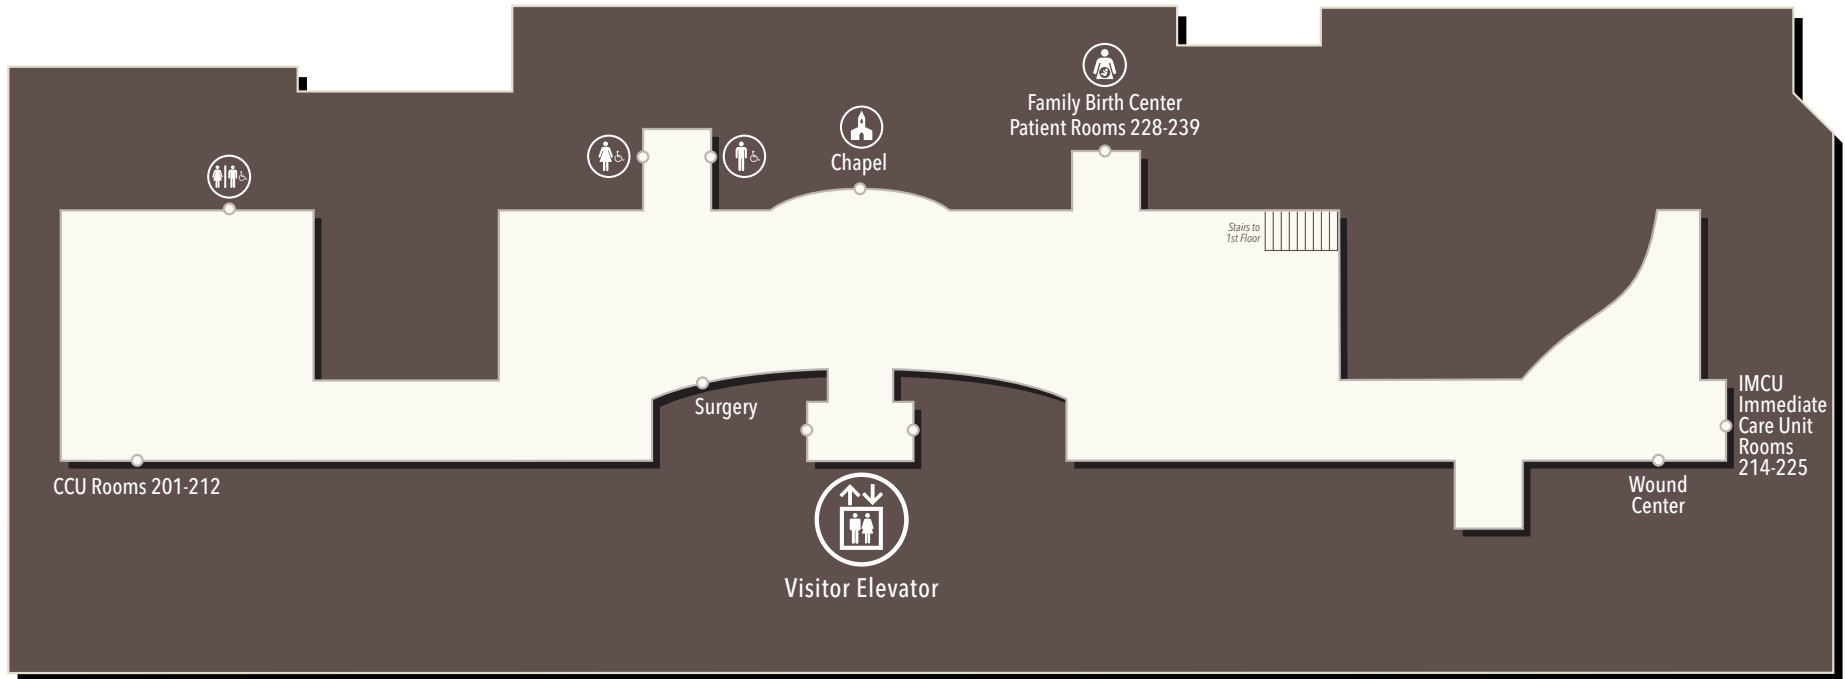 Family Birth Center
Patient Rooms 228-239
Chapel
Stairs to
1st Floor
Surgery
IMCU
Immediate
Care Unit
Rooms
214-225
CCU Rooms 201-212
Wound
Center
Visitor Elevator